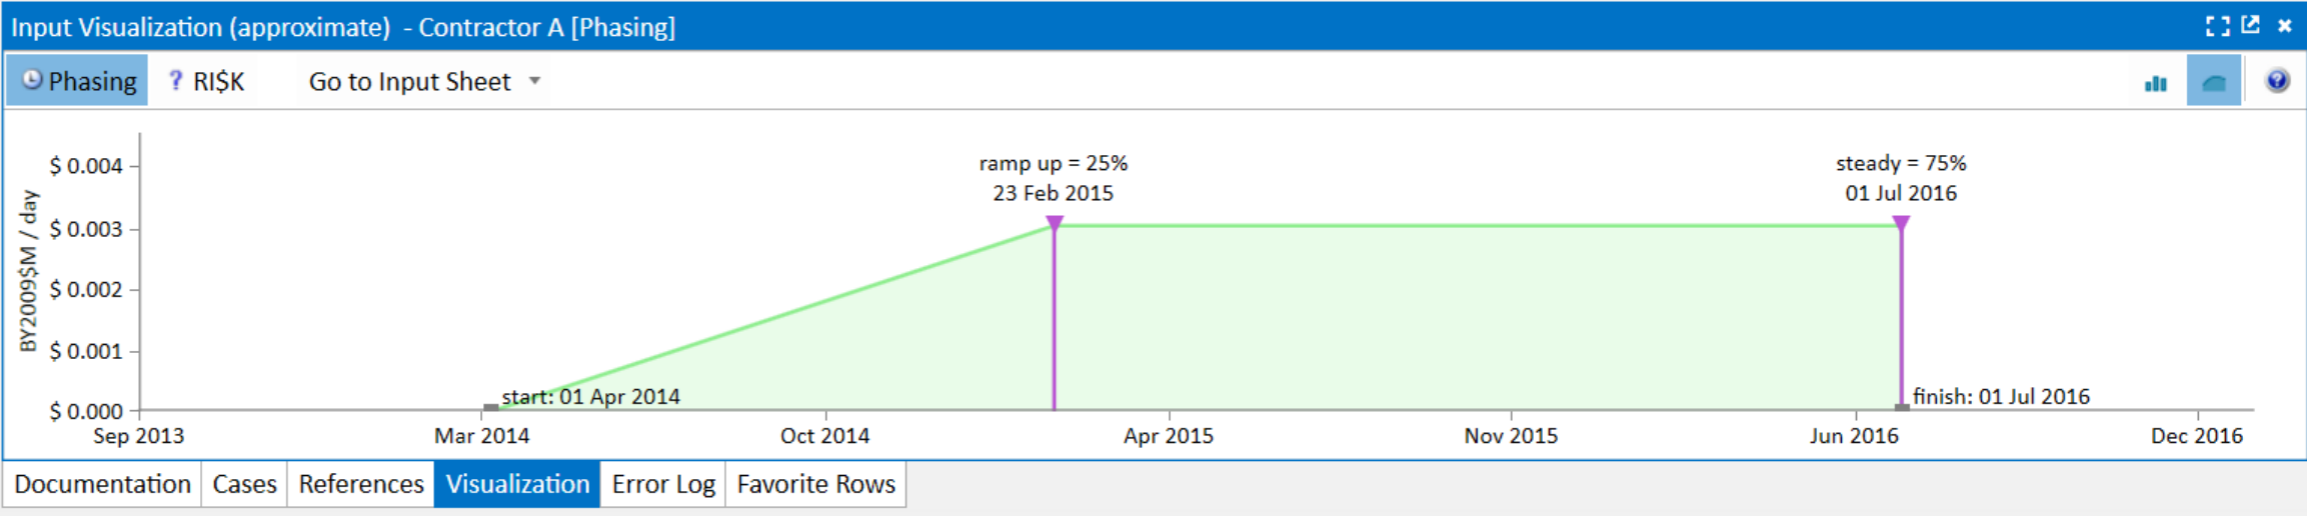 Input Visualization (approximate)  - Contractor A [Phasing]
Phasing ? RI$K Go to Input Sheet
ramp up = 25%
23 Feb 2015
steady = 75%
01 Jul 2016
BY2009$M / day
$ 0.004
$ 0.003
$ 0.002
$ 0.001
$ 0.000
start: 01 Apr 2014
finish: 01 Jul 2016
Sep 2013 Mar 2014 Oct 2014 Apr 2015 Nov 2015 Jun 2016 Dec 2016
Documentation Cases References Visualization Error Log Favorite Rows